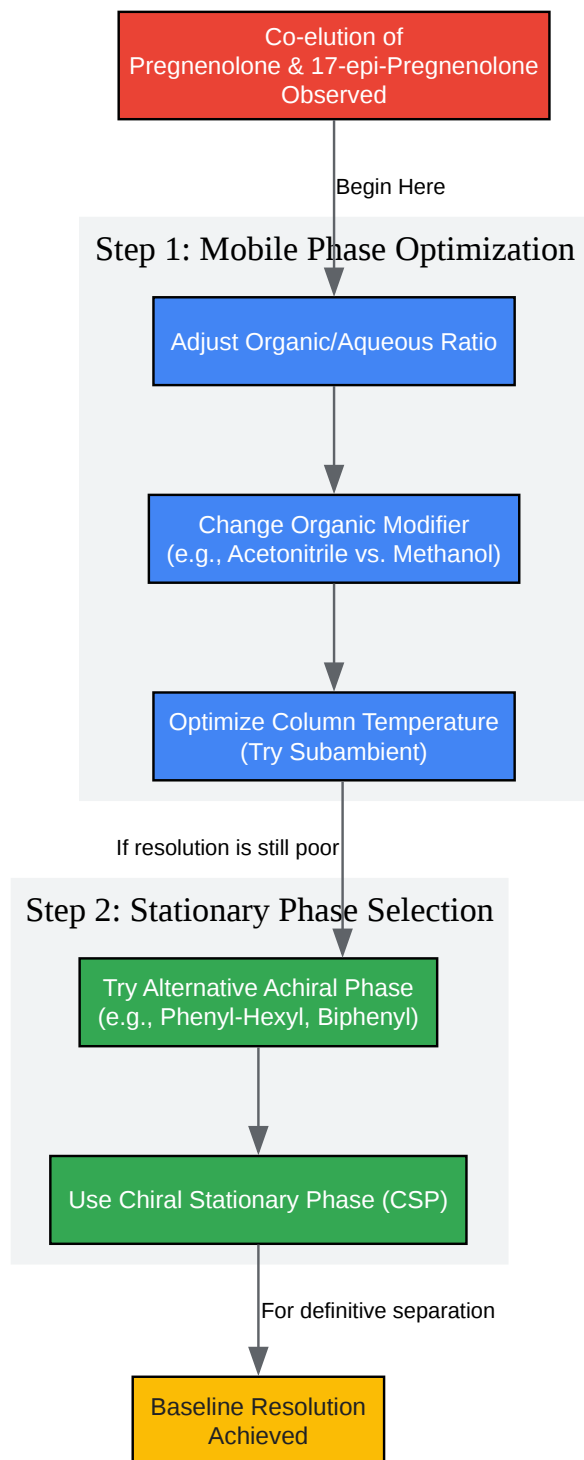 Co-elution of
Pregnenolone & 17-epi-Pregnenolone
Observed
Begin Here
Step 1: Mobile Phase Optimization
Adjust Organic/Aqueous Ratio
Change Organic Modifier
(e.g., Acetonitrile vs. Methanol)
Optimize Column Temperature
(Try Subambient)
If resolution is still poor
Step 2: Stationary Phase Selection
Try Alternative Achiral Phase
(e.g., Phenyl-Hexyl, Biphenyl)
Use Chiral Stationary Phase (CSP)
For definitive separation
Baseline Resolution
Achieved